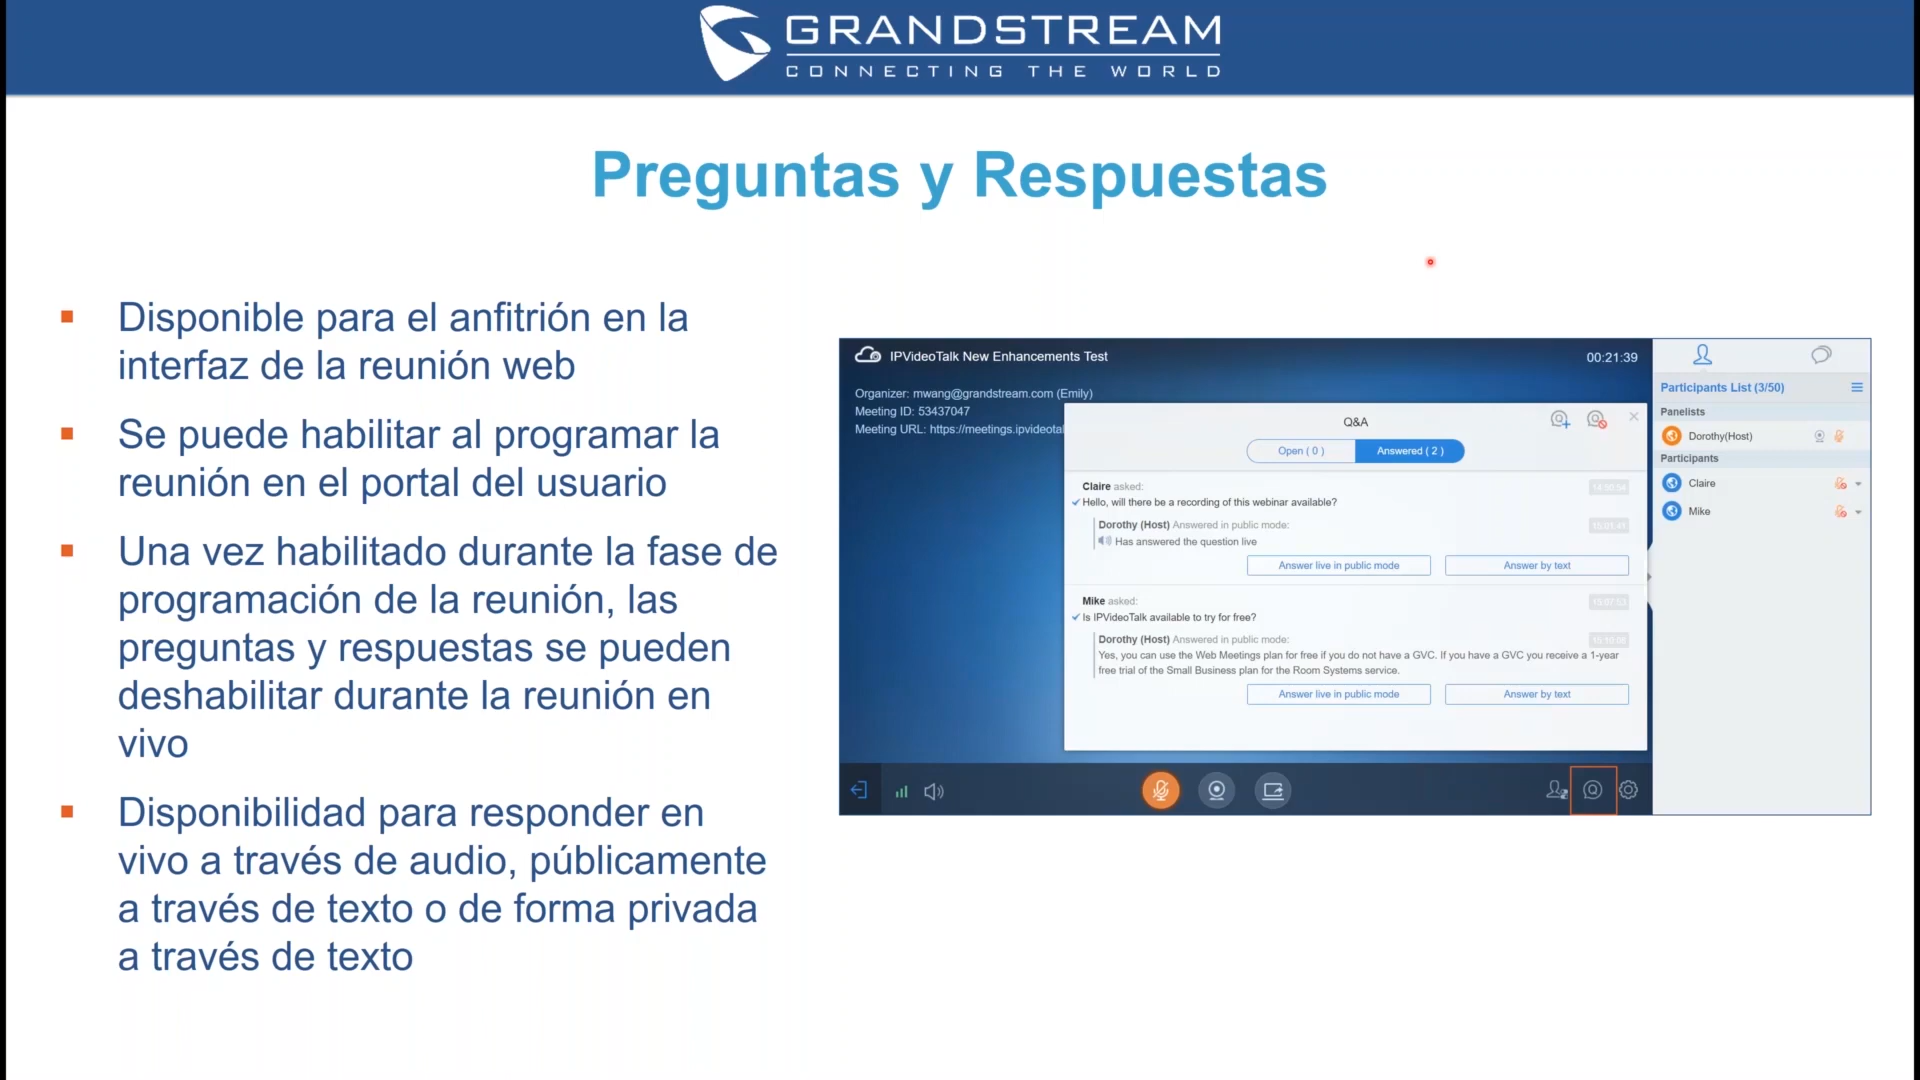 GRANDSTREAM
CONNECTING THE WORLD
Preguntas y Respuestas
Disponible para el anfitrión en la
interfaz de la reunión web
Se puede habilitar al programar la
reunión en el portal del usuario
Una vez habilitado durante la fase de
programación de la reunión, las
preguntas y respuestas se pueden
deshabilitar durante la reunión en
vivo
Disponibilidad para responder en
vivo a través de audio, públicamente
a través de texto o de forma privada
a través de texto
IPVideoTalk New Enhancements Test
00:21:39
Organizer: mwang@grandstream.com (Emily)
Meeting ID: 53437047
Meeting URL: https://meetings.ipvideotal
Q&A
Open ( 0 )
Answered ( 2 )
Claire asked:
Hello, will there be a recording of this webinar available?
Dorothy (Host) Answered in public mode:
Has answered the question live
Answer live in public mode
Answer by text
Mike asked:
Is IPVideoTalk available to try for free?
Dorothy (Host) Answered in public mode:
Yes, you can use the Web Meetings plan for free if you do not have a GVC. If you have a GVC you receive a 1-year
free trial of the Small Business plan for the Room Systems service.
Answer live in public mode
Answer by text
Participants List (3/50)
Panelists
Dorothy(Host)
Participants
Claire
Mike